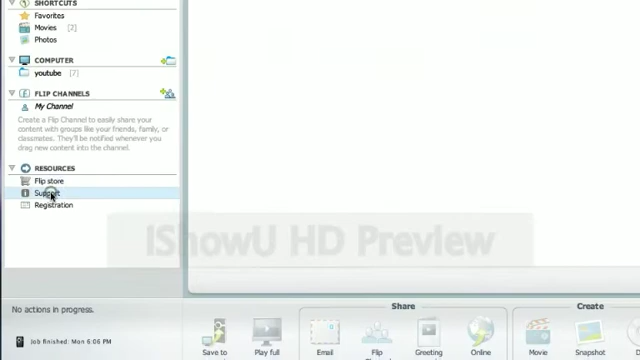 SHORTCUTS
Favorites
Movies [2]
Photos
COMPUTER
youtube [7]
FLIP CHANNELS
My Channel
Create a Flip Channel to easily share your
content with groups like your friends, family, or
classmates. They'll be notified whenever you
drag new content into the channel.
RESOURCES
Flip store
Support
Registration
IShowU HD Preview
No actions in progress.
Share
Create
Job finished: Mon 6:06 PM
Save to
Play full
Email
Flip
Greeting
Online
Movie
Snapshot